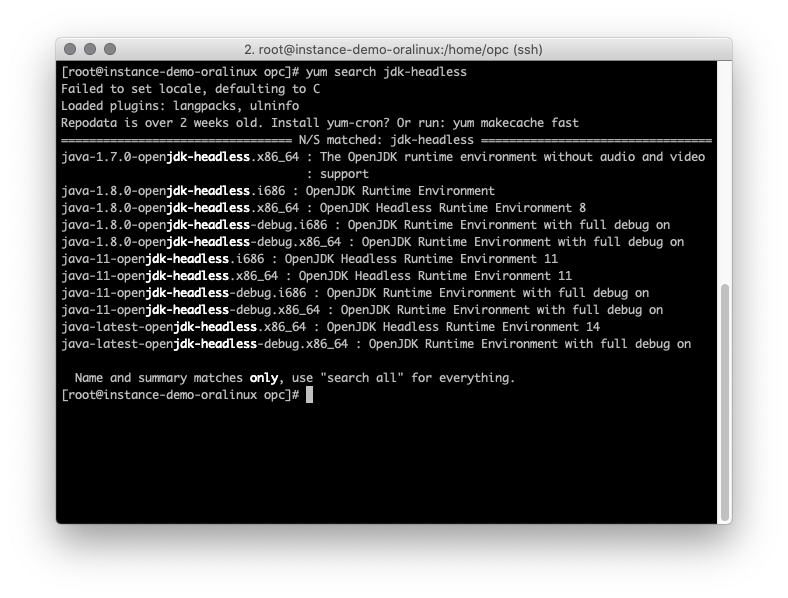 2. root@instance-demo-oralinux:/home/opc (ssh)
[root@instance-demo-oralinux opc]# yum search jdk-headless
Failed to set locale, defaulting to C
Loaded plugins: langpacks, ulninfo
Repodata is over 2 weeks old. Install yum-cron? Or run: yum makecache fast
================================= N/S matched: jdk-headless =================================
java-1.7.0-openjdk-headless.x86_64 : The OpenJDK runtime environment without audio and video
: support
java-1.8.0-openjdk-headless.i686 : OpenJDK Runtime Environment
java-1.8.0-openjdk-headless.x86_64 : OpenJDK Headless Runtime Environment 8
java-1.8.0-openjdk-headless-debug.i686 : OpenJDK Runtime Environment with full debug on
java-1.8.0-openjdk-headless-debug.x86_64 : OpenJDK Runtime Environment with full debug on
java-11-openjdk-headless.i686 : OpenJDK Headless Runtime Environment 11
java-11-openjdk-headless.x86_64 : OpenJDK Headless Runtime Environment 11
java-11-openjdk-headless-debug.i686 : OpenJDK Runtime Environment with full debug on
java-11-openjdk-headless-debug.x86_64 : OpenJDK Runtime Environment with full debug on
java-latest-openjdk-headless.x86_64 : OpenJDK Headless Runtime Environment 14
java-latest-openjdk-headless-debug.x86_64 : OpenJDK Runtime Environment with full debug on
Name and summary matches only, use "search all" for everything.
[root@instance-demo-oralinux opc]#